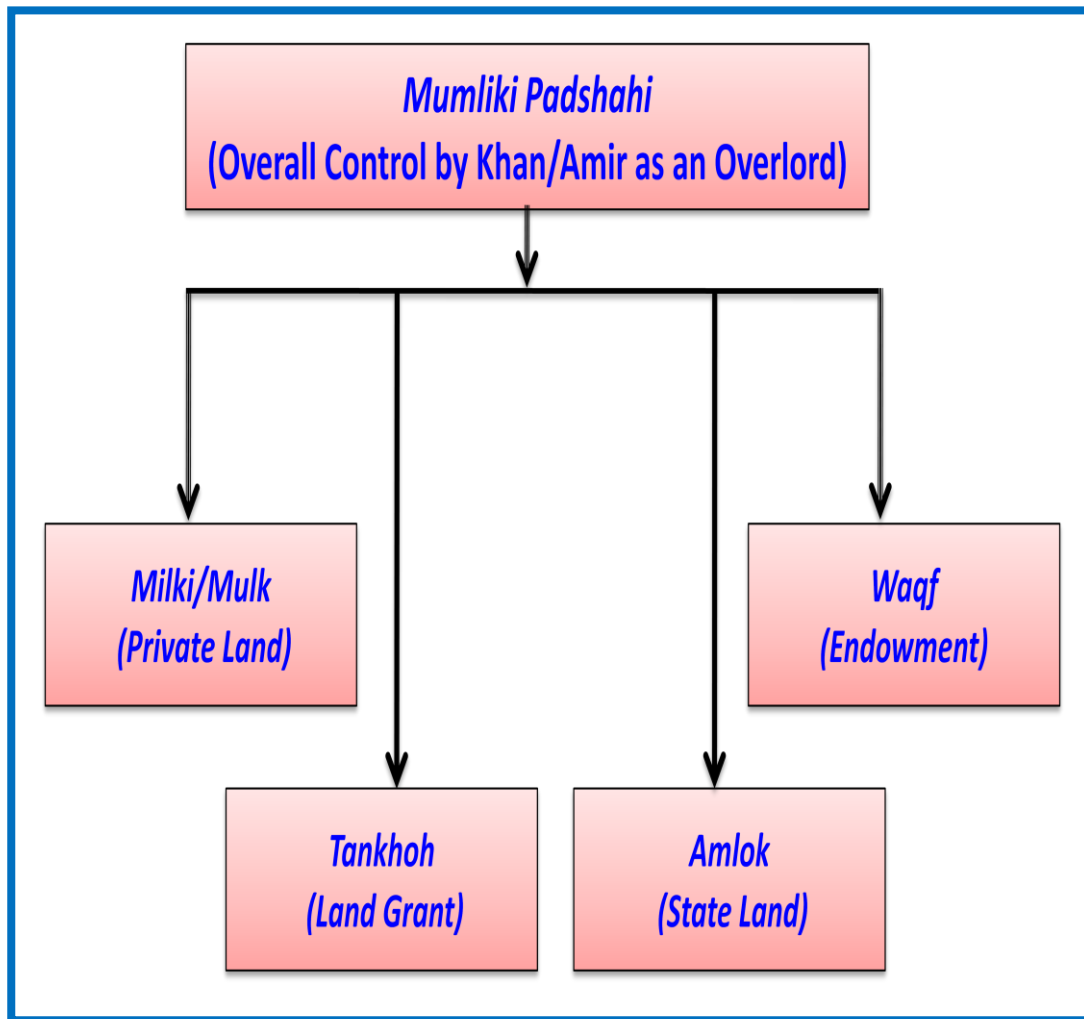 Mumliki Padshahi
(Overall Control by Khan/Amir as an Overlord)
Milki/Mulk
(Private Land)
Waqf
(Endowment)
Tankhoh
(Land Grant)
Amlok
(State Land)